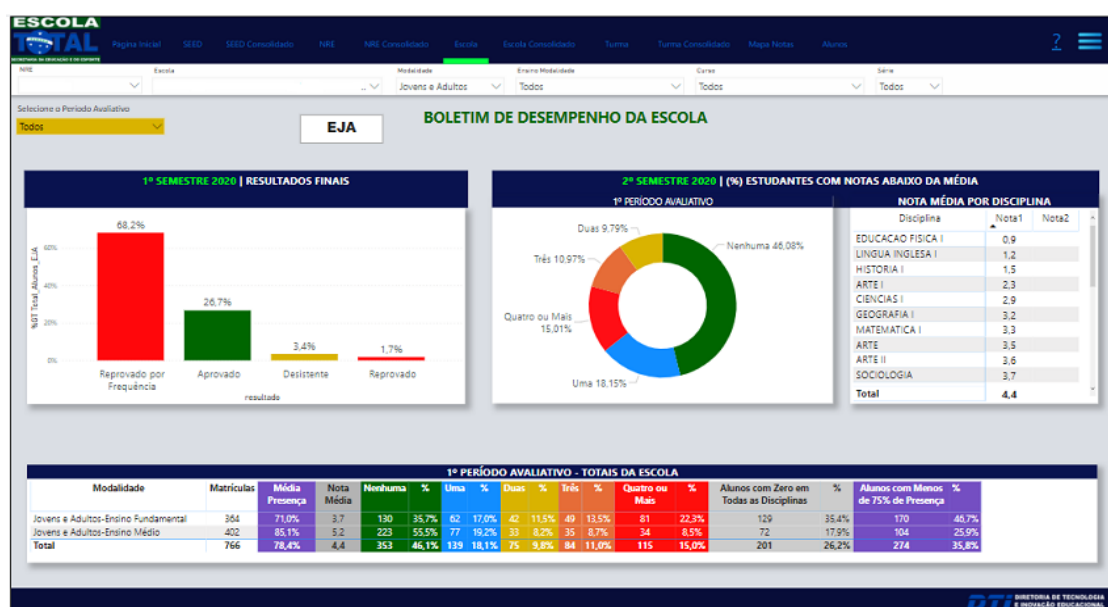 ESCOLA
TOTAL
SECRETARIA DA EDUCAÇÃO E DO ESPORTE
Página Inicial SEED SEED Consolidado NRE NRE Consolidado Escola Escola Consolidado Turma Turma Consolidado Mapa Notas Alunos ?
NRE Escola Modalidade Ensino Modalidade Curso Série
.. Jovens e Adultos Todos Todos Todos
Selecione o Período Avaliativo
Todos
EJA
BOLETIM DE DESEMPENHO DA ESCOLA
1º SEMESTRE 2020 | RESULTADOS FINAIS
%GT Total_Alunos_EJA
60%
40%
20%
0%
68,2%
26,7%
3,4%
1,7%
Reprovado por Frequência Aprovado Desistente Reprovado
resultado
2º SEMESTRE 2020 | (%) ESTUDANTES COM NOTAS ABAIXO DA MÉDIA
1º PERÍODO AVALIATIVO
Duas 9,79%
Nenhuma 46,08%
Três 10,97%
Quatro ou Mais
15,01%
Uma 18,15%
NOTA MÉDIA POR DISCIPLINA
Disciplina Nota1 Nota2
EDUCACAO FISICA I 0,9
LINGUA INGLESA I 1,2
HISTORIA I 1,5
ARTE I 2,3
CIENCIAS I 2,9
GEOGRAFIA I 3,2
MATEMATICA I 3,3
ARTE 3,5
ARTE II 3,6
SOCIOLOGIA 3,7
Total 4,4
1º PERÍODO AVALIATIVO - TOTAIS DA ESCOLA
Modalidade Matrículas Média Presença Nota Média Nenhuma % Uma % Duas % Três % Quatro ou Mais % Alunos com Zero em Todas as Disciplinas % Alunos com Menos de 75% de Presença %
Jovens e Adultos-Ensino Fundamental 364 71,0% 3,7 130 35,7% 62 17,0% 42 11,5% 49 13,5% 81 22,3% 129 35,4% 170 46,7%
Jovens e Adultos-Ensino Médio 402 85,1% 5,2 223 55,5% 77 19,2% 33 8,2% 35 8,7% 34 8,5% 72 17,9% 104 25,9%
Total 766 78,4% 4,4 353 46,1% 139 18,1% 75 9,8% 84 11,0% 115 15,0% 201 26,2% 274 35,8%
DTI DIRETORIA DE TECNOLOGIA
E INOVAÇÃO EDUCACIONAL